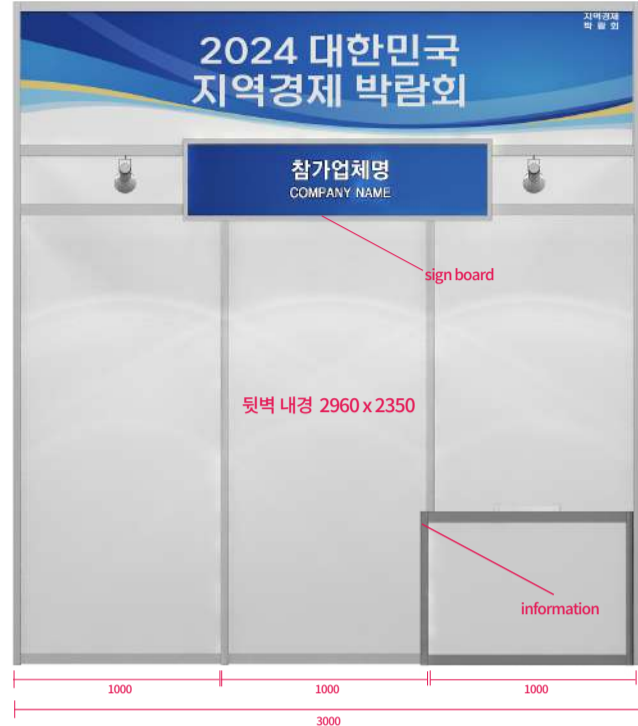 지역경제
박 람 회
2024 대한민국
지역경제 박람회
참가업체명
COMPANY NAME
sign board
뒷벽 내경 2960 x 2350
information
1000
1000
1000
3000